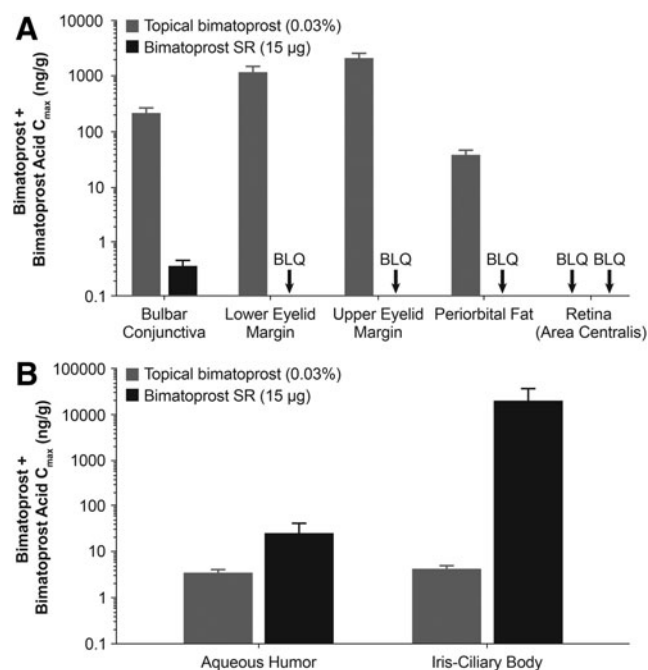 A
Topical bimatoprost (0.03%)
Bimatoprost SR (15 µg)
Bimatoprost +
Bimatoprost Acid Cmax (ng/g)
10000
1000
100
10
1
0.1
BLQ
BLQ
BLQ
BLQ BLQ
Bulbar
Conjunctiva
Lower Eyelid
Margin
Upper Eyelid
Margin
Periorbital Fat
Retina
(Area Centralis)
B
Topical bimatoprost (0.03%)
Bimatoprost SR (15 µg)
Bimatoprost +
Bimatoprost Acid Cmax (ng/g)
100000
10000
1000
100
10
1
0.1
Aqueous Humor
Iris-Ciliary Body